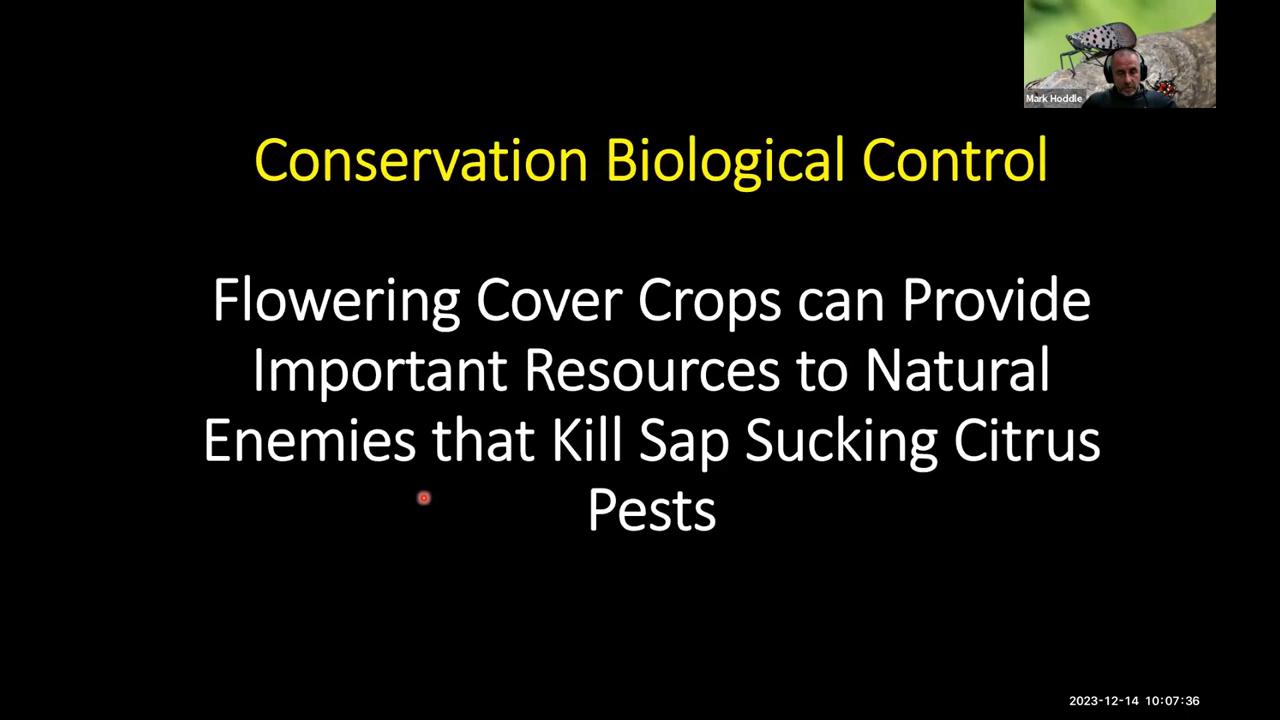 Mark Hoddle
Conservation Biological Control
Flowering Cover Crops can Provide
Important Resources to Natural
Enemies that Kill Sap Sucking Citrus
Pests
2023-12-14 10:07:36